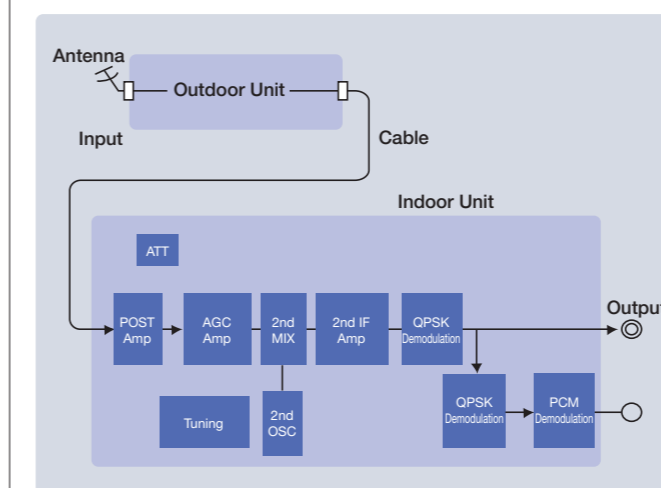 Antenna
Outdoor Unit
Input
Cable
Indoor Unit
ATT
POST
Amp
AGC
Amp
2nd
MIX
2nd IF
Amp
QPSK
Demodulation
Output
Tuning
2nd
OSC
QPSK
Demodulation
PCM
Demodulation